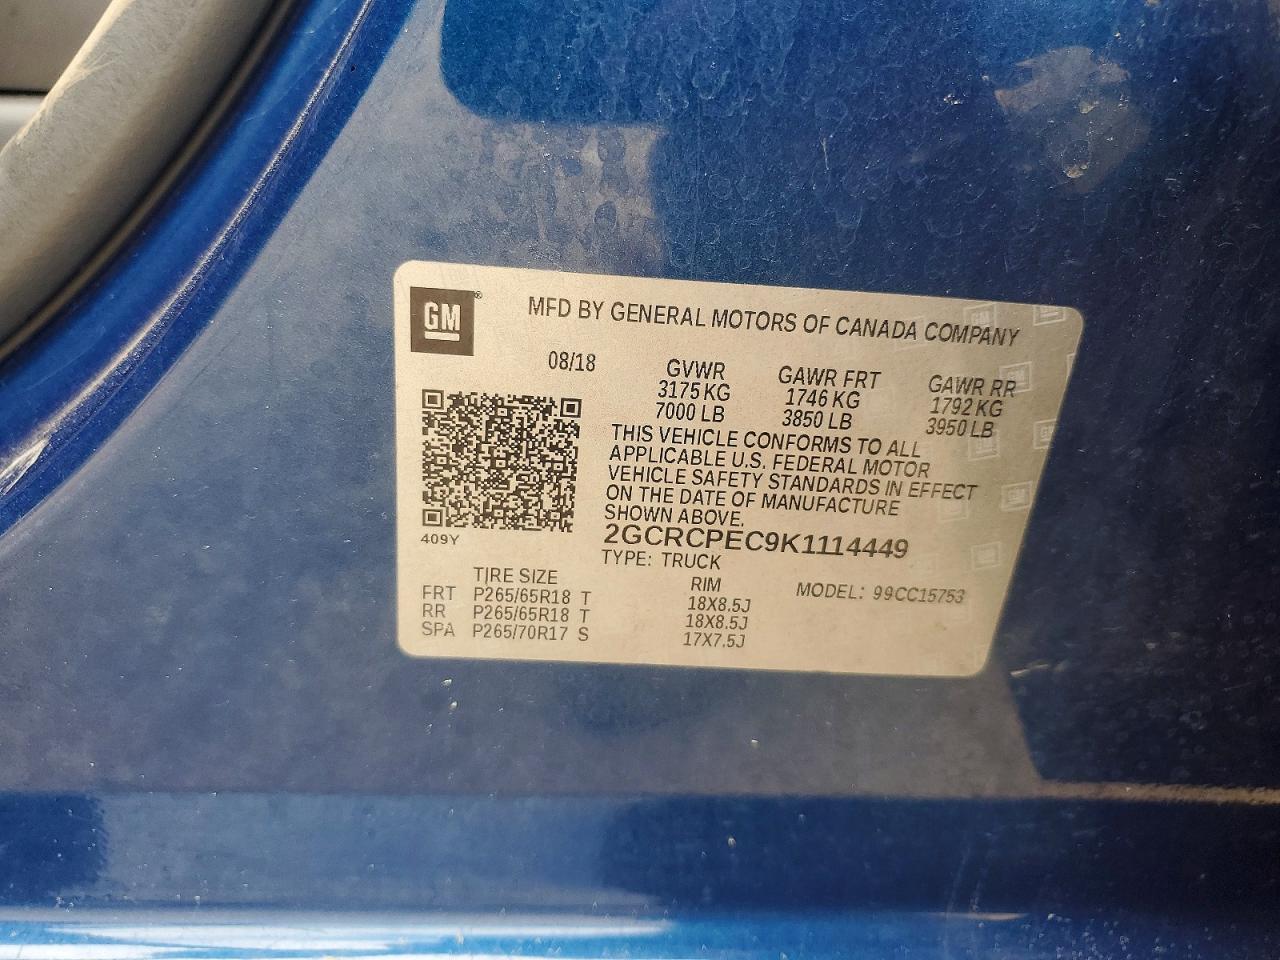 GM®
MFD BY GENERAL MOTORS OF CANADA COMPANY
08/18 GVWR GAWR FRT GAWR RR
3175 KG 1746 KG 1792 KG
7000 LB 3850 LB 3950 LB
THIS VEHICLE CONFORMS TO ALL
APPLICABLE U.S. FEDERAL MOTOR
VEHICLE SAFETY STANDARDS IN EFFECT
ON THE DATE OF MANUFACTURE
SHOWN ABOVE.
409Y
2GCRCPEC9K1114449
TYPE: TRUCK
TIRE SIZE RIM MODEL: 99CC15753
FRT P265/65R18 T 18X8.5J
RR P265/65R18 T 18X8.5J
SPA P265/70R17 S 17X7.5J